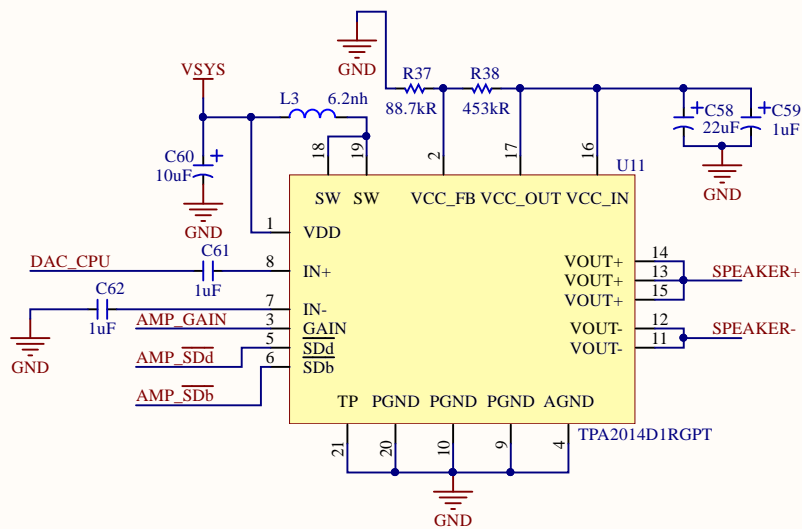 GND
VSYS
L3
6.2nh
R37
R38
88.7kR
453kR
C58
22uF
C59
1uF
C60
10uF
GND
GND
18
19
2
17
16
U11
SW
SW
VCC_FB
VCC_OUT
VCC_IN
1
VDD
DAC_CPU
C61
1uF
8
IN+
C62
1uF
7
IN-
AMP_GAIN
3
GAIN
AMP_SDd
5
SDd
AMP_SDb
6
SDb
GND
VOUT+
14
VOUT+
13
VOUT+
15
SPEAKER+
VOUT-
12
VOUT-
11
SPEAKER-
TP
PGND
PGND
PGND
AGND
21
20
10
9
4
TPA2014D1RGPT
GND